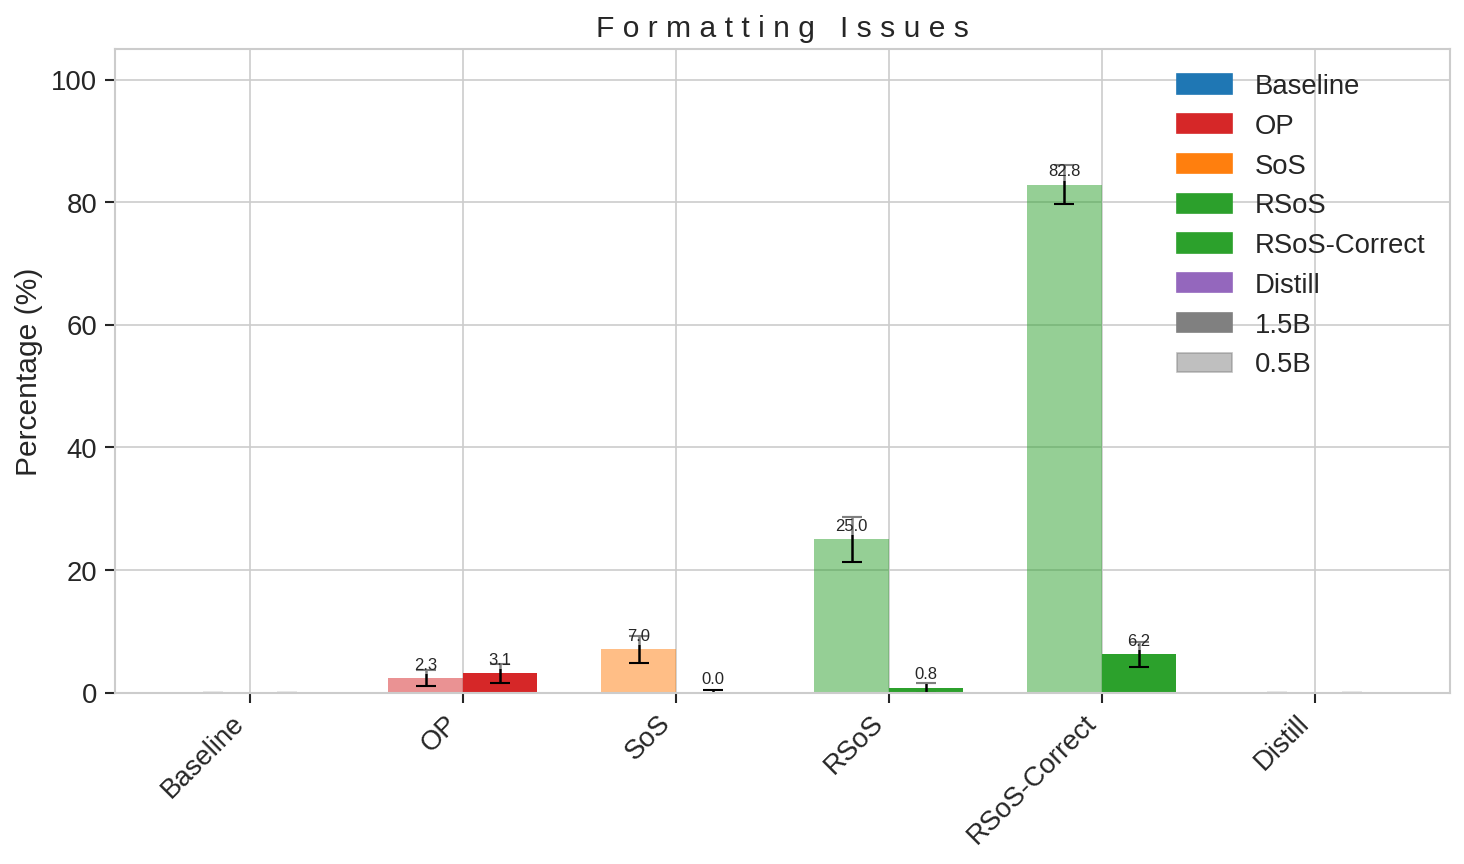 Formatting Issues
Percentage (%)
100
80
60
40
20
0
Baseline
OP
SoS
RSoS
RSoS-Correct
Distill
1.5B
0.5B
2.3
3.1
7.0
0.0
25.0
0.8
82.8
6.2
Baseline
OP
SoS
RSoS
RSoS-Correct
Distill